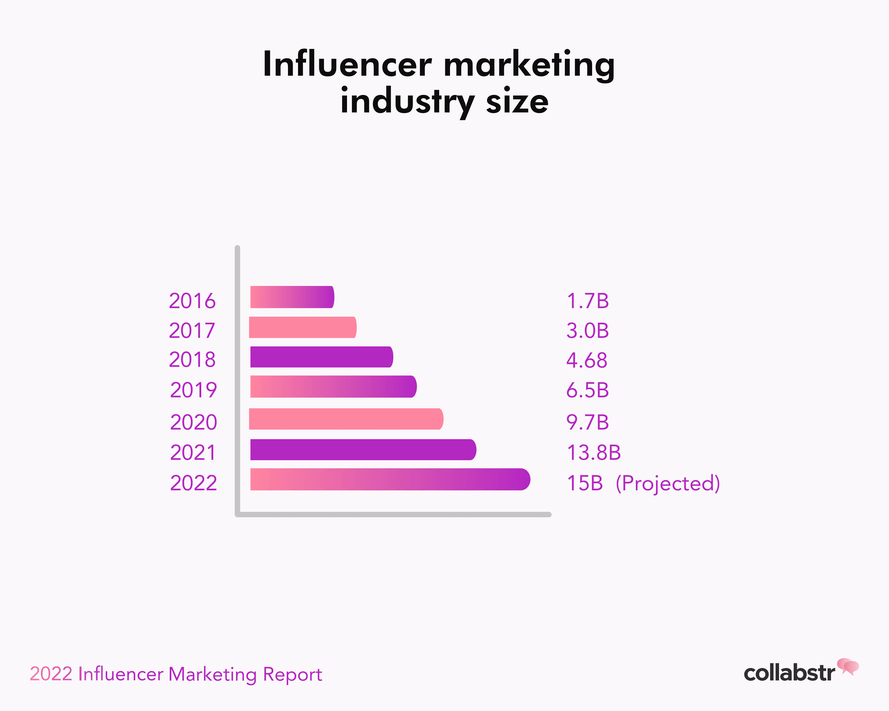 Influencer marketing
industry size
2016 1.7B
2017 3.0B
2018 4.68
2019 6.5B
2020 9.7B
2021 13.8B
2022 15B (Projected)
2022 Influencer Marketing Report
collabstr